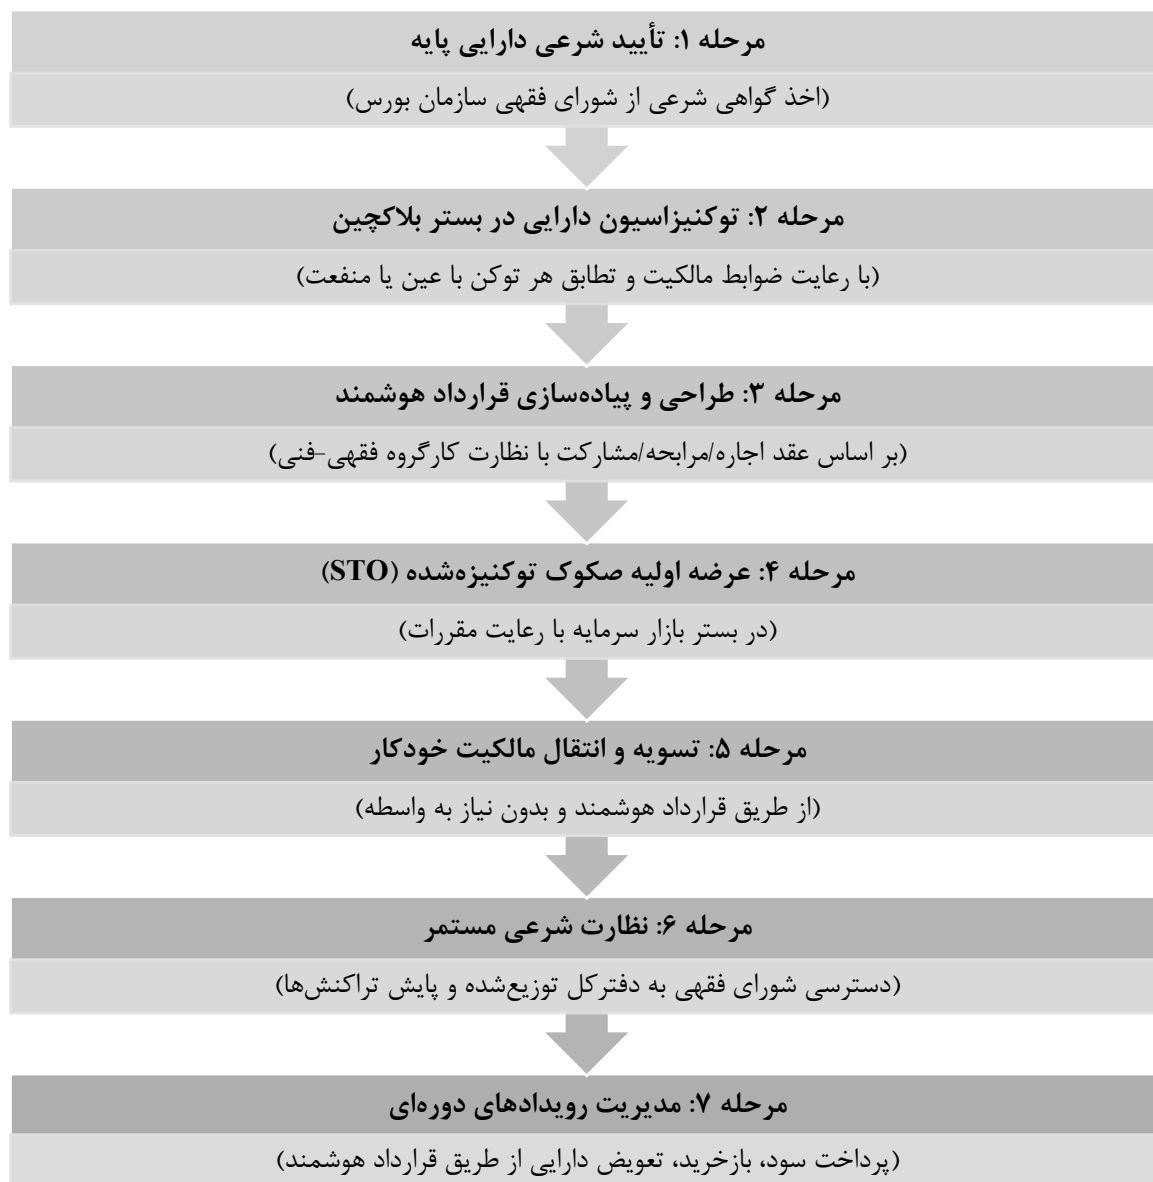 مرحله ۱: تأیید شرعی دارایی پایه
(اخذ گواهی شرعی از شورای فقهی سازمان بورس)
مرحله ۲: توکنیزاسیون دارایی در بستر بلاکچین
(با رعایت ضوابط مالکیت و تطابق هر توکن با عین یا منفعت)
مرحله ۳: طراحی و پیاده‌سازی قرارداد هوشمند
(بر اساس عقد اجاره/مرابحه/مشارکت با نظارت کارگروه فقهی-فنی)
مرحله ۴: عرضه اولیه صکوک توکنیزه‌شده (STO)
(در بستر بازار سرمایه با رعایت مقررات)
مرحله ۵: تسویه و انتقال مالکیت خودکار
(از طریق قرارداد هوشمند و بدون نیاز به واسطه)
مرحله ۶: نظارت شرعی مستمر
(دسترسی شورای فقهی به دفترکل توزیع‌شده و پایش تراکنش‌ها)
مرحله ۷: مدیریت رویدادهای دوره‌ای
(پرداخت سود، بازخرید، تعویض دارایی از طریق قرارداد هوشمند)